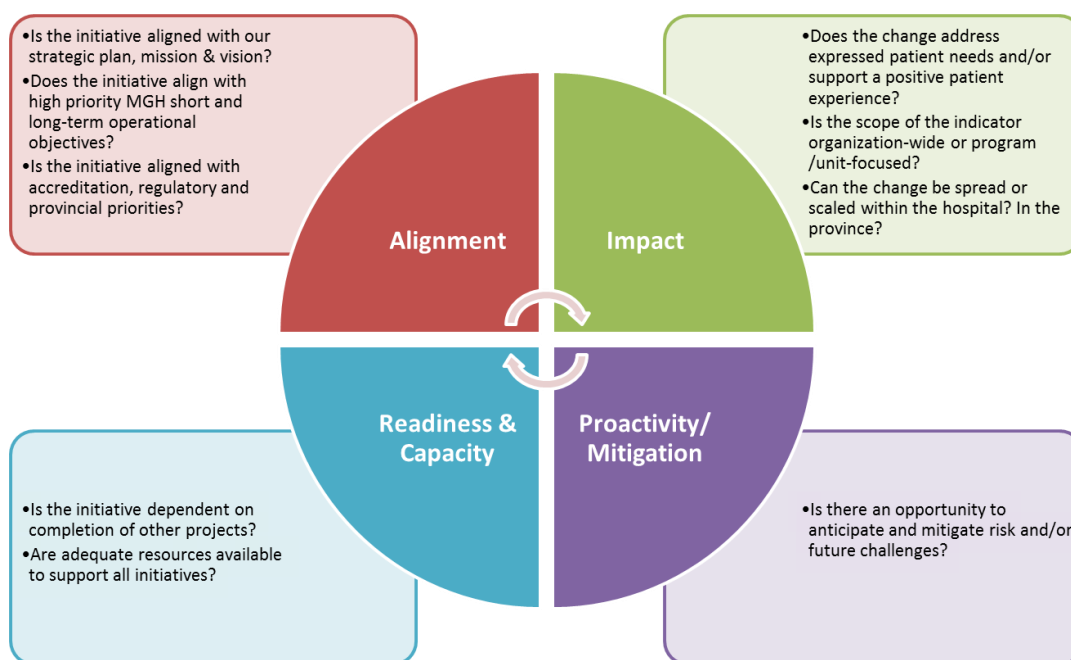 •Is the initiative aligned with our
strategic plan, mission & vision?
•Does the initiative align with
high priority MGH short and
long-term operational
objectives?
•Is the initiative aligned with
accreditation, regulatory and
provincial priorities?
•Does the change address
expressed patient needs and/or
support a positive patient
experience?
•Is the scope of the indicator
organization-wide or program
/unit-focused?
•Can the change be spread or
scaled within the hospital? In the
province?
Alignment
Impact
Readiness &
Capacity
Proactivity/
Mitigation
•Is the initiative dependent on
completion of other projects?
•Are adequate resources available
to support all initiatives?
•Is there an opportunity to
anticipate and mitigate risk and/or
future challenges?